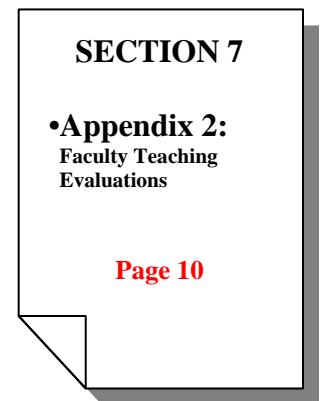 SECTION 7
•Appendix 2:
Faculty Teaching
Evaluations
Page 10